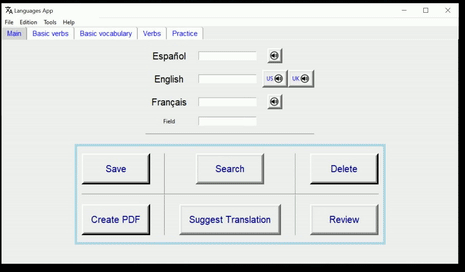 Languages App
File Edition Tools Help
Main Basic verbs Basic vocabulary Verbs Practice
Español
English US UK
Français
Field
Save Search Delete
Create PDF Suggest Translation Review